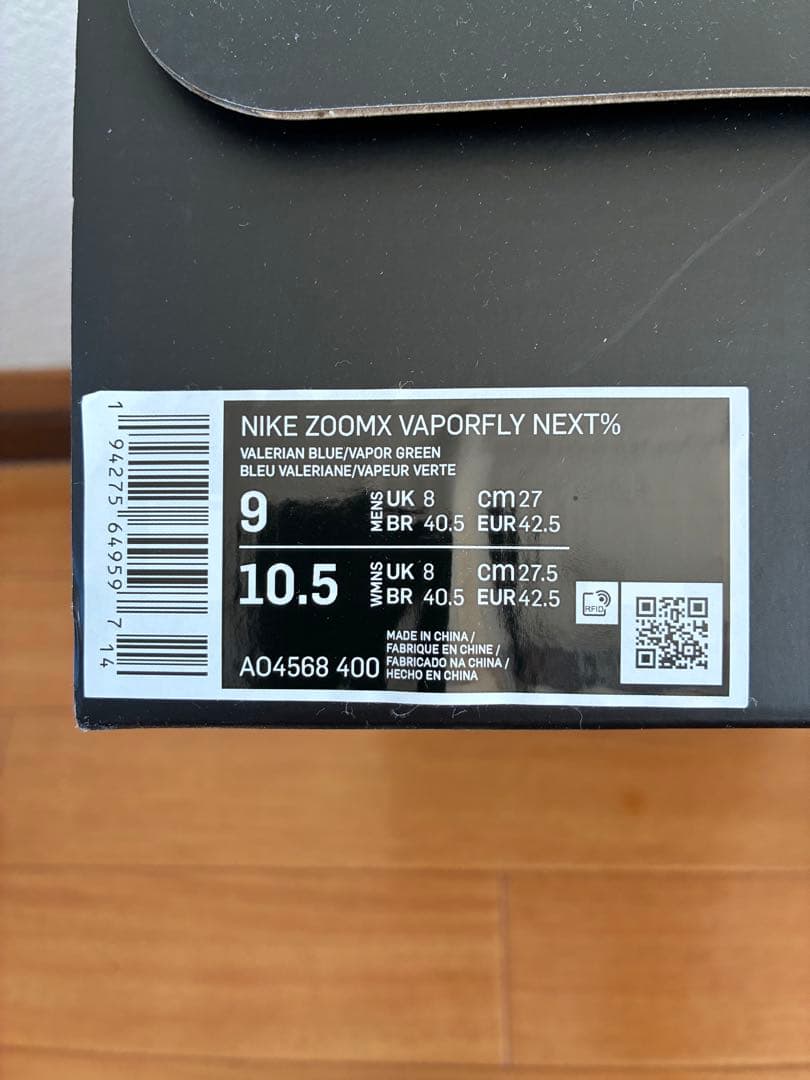 NIKE ZOOMX VAPORFLY NEXT%
VALERIAN BLUE/VAPOR GREEN
BLEU VALERIANE/VAPEUR VERTE
9
MENS
UK 8 cm 27
BR 40.5 EUR 42.5
10.5
WMNS
UK 8 cm 27.5
BR 40.5 EUR 42.5
RFID
AO4568 400
MADE IN CHINA /
FABRIQUE EN CHINE /
FABRICADO NA CHINA /
HECHO EN CHINA
1 94275 64959 7 14